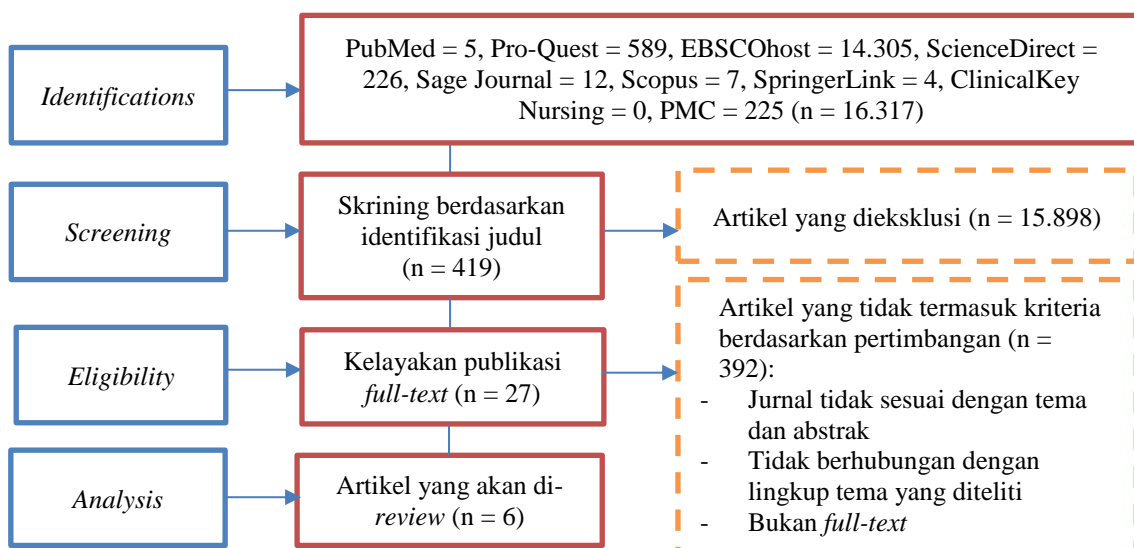 Identifications
PubMed = 5, Pro-Quest = 589, EBSCOhost = 14.305, ScienceDirect =
226, Sage Journal = 12, Scopus = 7, SpringerLink = 4, ClinicalKey
Nursing = 0, PMC = 225 (n = 16.317)
Screening
Skrining berdasarkan
identifikasi judul
(n = 419)
Artikel yang dieksklusi (n = 15.898)
Eligibility
Kelayakan publikasi
full-text (n = 27)
Artikel yang tidak termasuk kriteria
berdasarkan pertimbangan (n =
392):
- Jurnal tidak sesuai dengan tema
dan abstrak
- Tidak berhubungan dengan
lingkup tema yang diteliti
- Bukan full-text
Analysis
Artikel yang akan di-
review (n = 6)